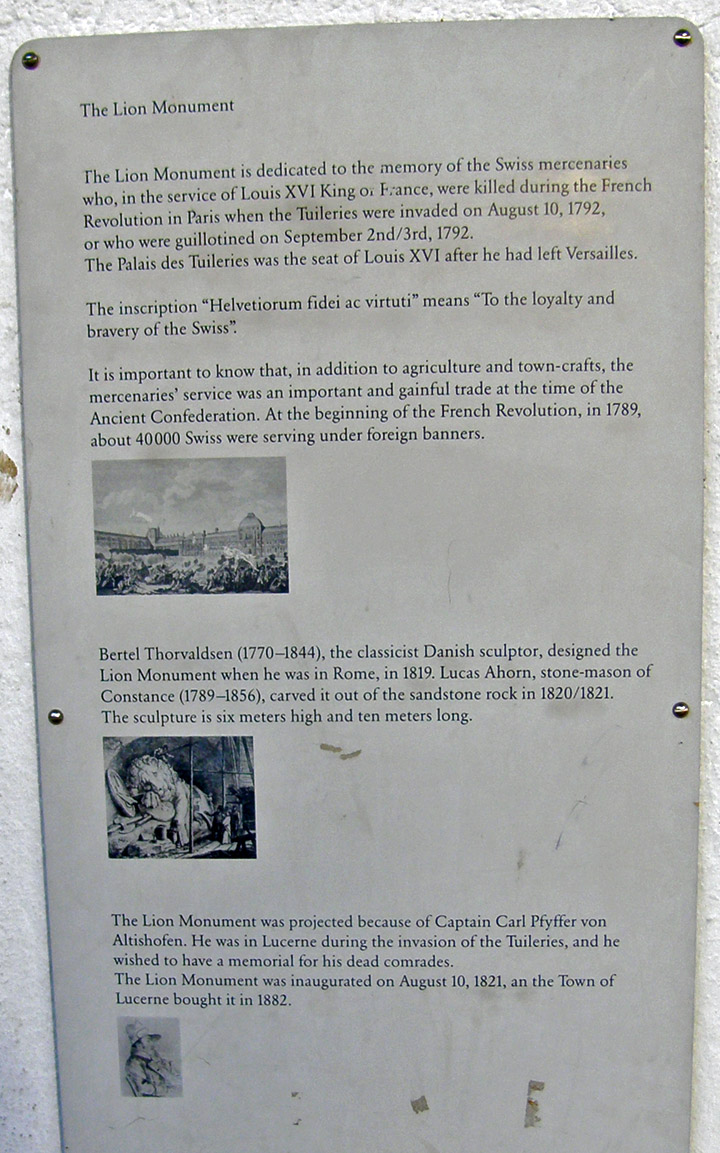 The Lion Monument
The Lion Monument is dedicated to the memory of the Swiss mercenaries
who, in the service of Louis XVI King of France, were killed during the French
Revolution in Paris when the Tuileries were invaded on August 10, 1792,
or who were guillotined on September 2nd/3rd, 1792.
The Palais des Tuileries was the seat of Louis XVI after he had left Versailles.
The inscription “Helvetiorum fidei ac virtuti” means “To the loyalty and
bravery of the Swiss”.
It is important to know that, in addition to agriculture and town-crafts, the
mercenaries’ service was an important and gainful trade at the time of the
Ancient Confederation. At the beginning of the French Revolution, in 1789,
about 40000 Swiss were serving under foreign banners.
Bertel Thorvaldsen (1770–1844), the classicist Danish sculptor, designed the
Lion Monument when he was in Rome, in 1819. Lucas Ahorn, stone-mason of
Constance (1789–1856), carved it out of the sandstone rock in 1820/1821.
The sculpture is six meters high and ten meters long.
The Lion Monument was projected because of Captain Carl Pfyffer von
Altishofen. He was in Lucerne during the invasion of the Tuileries, and he
wished to have a memorial for his dead comrades.
The Lion Monument was inaugurated on August 10, 1821, an the Town of
Lucerne bought it in 1882.